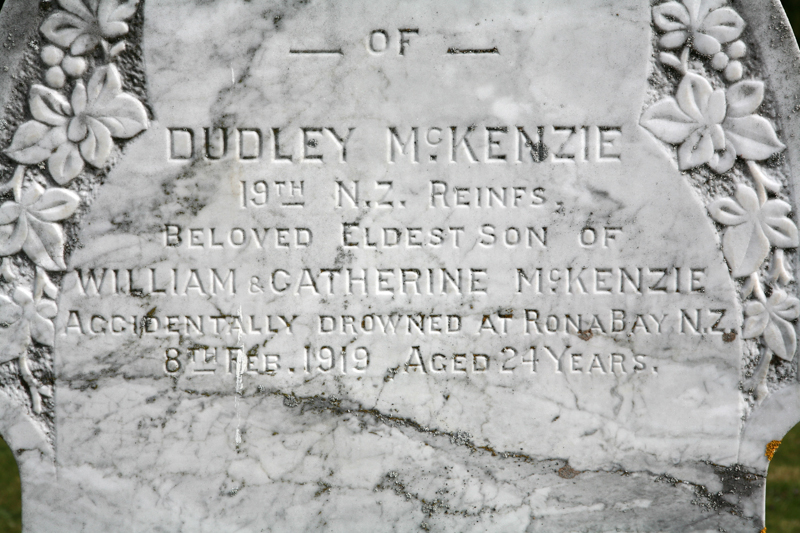 — OF —
DUDLEY McKENZIE
19TH N.Z. REINFS.
BELOVED ELDEST SON OF
WILLIAM & CATHERINE McKENZIE
ACCIDENTALLY DROWNED AT RONA BAY N.Z.
8TH FEB. 1919. AGED 24 YEARS.